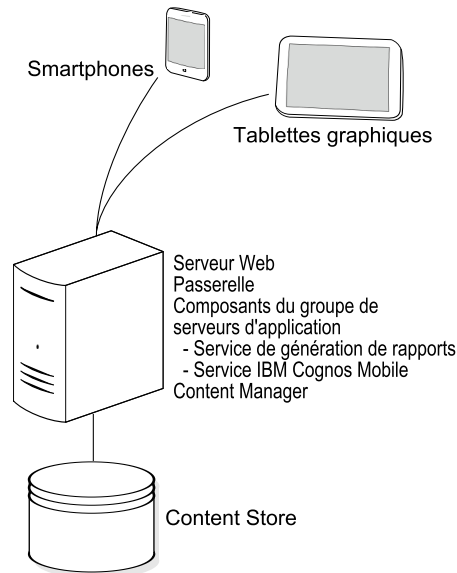 Smartphones
Tablettes graphiques
Serveur Web
Passerelle
Composants du groupe de
serveurs d'application
- Service de génération de rapports
- Service IBM Cognos Mobile
Content Manager
Content Store